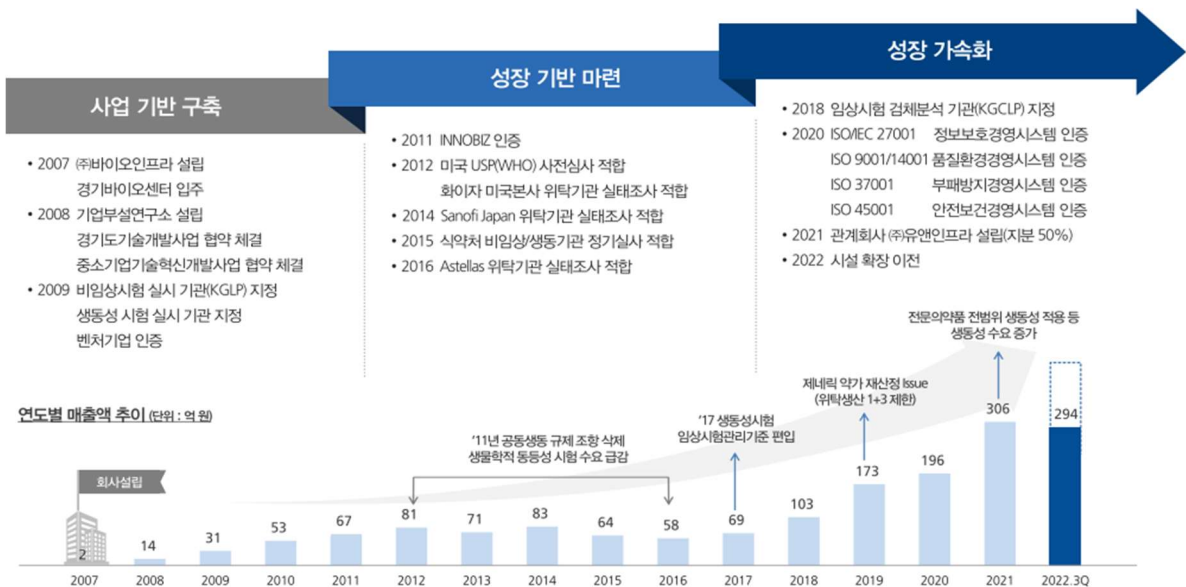 사업 기반 구축
• 2007 ㈜바이오인프라 설립
경기바이오센터 입주
• 2008 기업부설연구소 설립
경기도기술개발사업 협약 체결
중소기업기술혁신개발사업 협약 체결
• 2009 비임상시험 실시 기관(KGLP) 지정
생동성 시험 실시 기관 지정
벤처기업 인증
성장 기반 마련
• 2011 INNOBIZ 인증
• 2012 미국 USP(WHO) 사전심사 적합
화이자 미국본사 위탁기관 실태조사 적합
• 2014 Sanofi Japan 위탁기관 실태조사 적합
• 2015 식약처 비임상/생동기관 정기실사 적합
• 2016 Astellas 위탁기관 실태조사 적합
성장 가속화
• 2018 임상시험 검체분석 기관(KGCLP) 지정
• 2020 ISO/IEC 27001 정보보호경영시스템 인증
ISO 9001/14001 품질환경경영시스템 인증
ISO 37001 부패방지경영시스템 인증
ISO 45001 안전보건경영시스템 인증
• 2021 관계회사 ㈜유앤인프라 설립(지분 50%)
• 2022 시설 확장 이전
연도별 매출액 추이 (단위 : 억 원)
회사설립
'11년 공동생동 규제 조항 삭제
생물학적 동등성 시험 수요 급감
'17 생동성시험
임상시험관리기준 편입
제네릭 약가 재산정 Issue
(위탁생산 1+3 제한)
전문의약품 전범위 생동성 적용 등
생동성 수요 증가
2 14 31 53 67 81 71 83 64 58 69 103 173 196 306 294
2007 2008 2009 2010 2011 2012 2013 2014 2015 2016 2017 2018 2019 2020 2021 2022.3Q